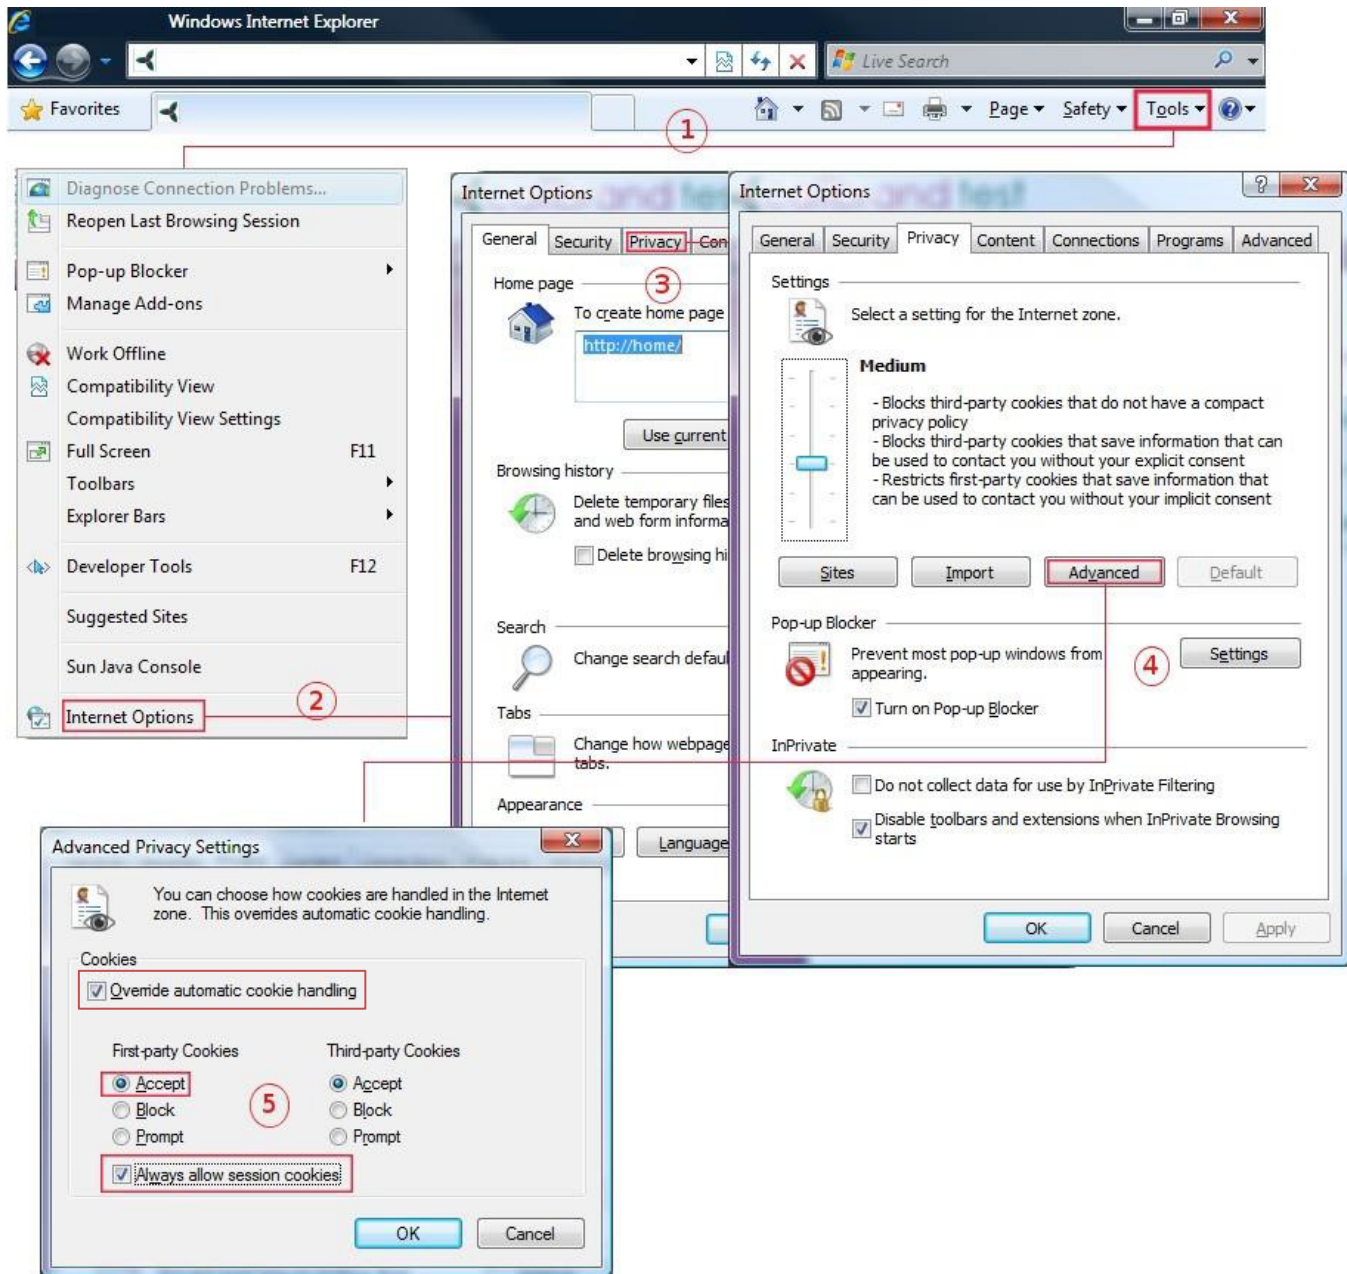 Windows Internet Explorer
Live Search
Favorites
Page
Safety
Tools
1
Diagnose Connection Problems...
Reopen Last Browsing Session
Pop-up Blocker
Manage Add-ons
Work Offline
Compatibility View
Compatibility View Settings
Full Screen F11
Toolbars
Explorer Bars
Developer Tools F12
Suggested Sites
Sun Java Console
Internet Options
2
Internet Options
General Security Privacy Con
3
Home page
To create home page
http://home/
Use current
Browsing history
Delete temporary files
and web form informa
Delete browsing hi
Search
Change search defaul
Tabs
Change how webpage
tabs.
Appearance
Language
Internet Options
and test
General Security Privacy Content Connections Programs Advanced
Settings
Select a setting for the Internet zone.
Medium
- Blocks third-party cookies that do not have a compact
privacy policy
- Blocks third-party cookies that save information that can
be used to contact you without your explicit consent
- Restricts first-party cookies that save information that
can be used to contact you without your implicit consent
Sites Import Advanced Default
Pop-up Blocker
Prevent most pop-up windows from
appearing.
4
Settings
Turn on Pop-up Blocker
InPrivate
Do not collect data for use by InPrivate Filtering
Disable toolbars and extensions when InPrivate Browsing
starts
OK Cancel Apply
Advanced Privacy Settings
You can choose how cookies are handled in the Internet
zone. This overrides automatic cookie handling.
Cookies
Override automatic cookie handling
First-party Cookies Third-party Cookies
Accept Accept
Block Block
Prompt Prompt
5
Always allow session cookies
OK Cancel